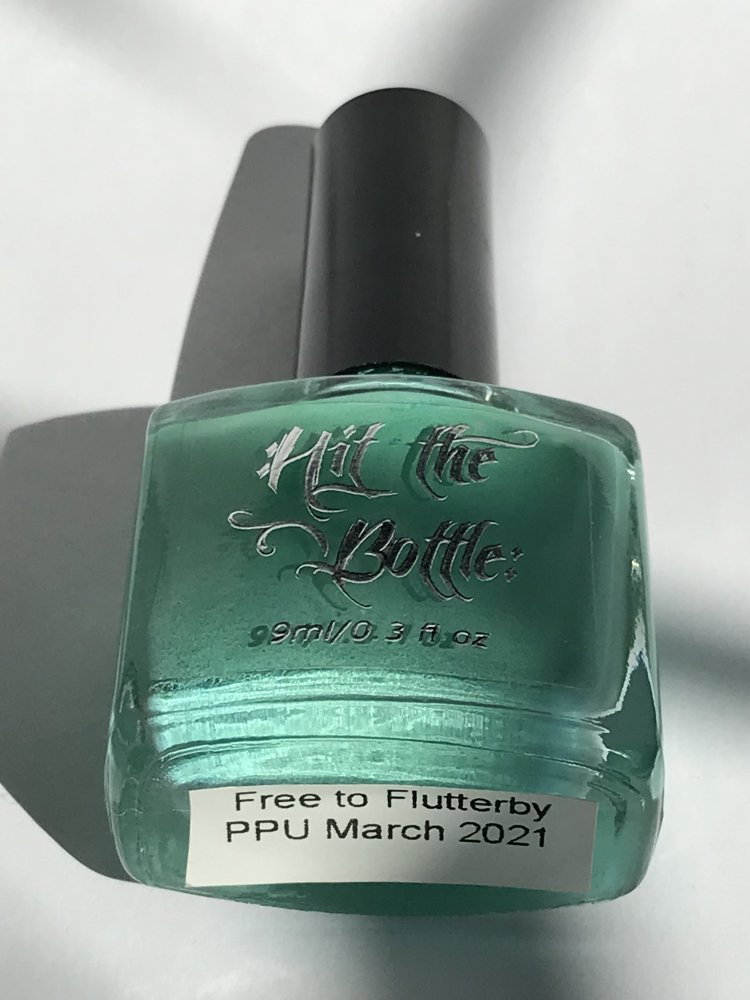 Hit the
Bottle
9ml/0.3 fl oz
Free to Flutterby
PPU March 2021